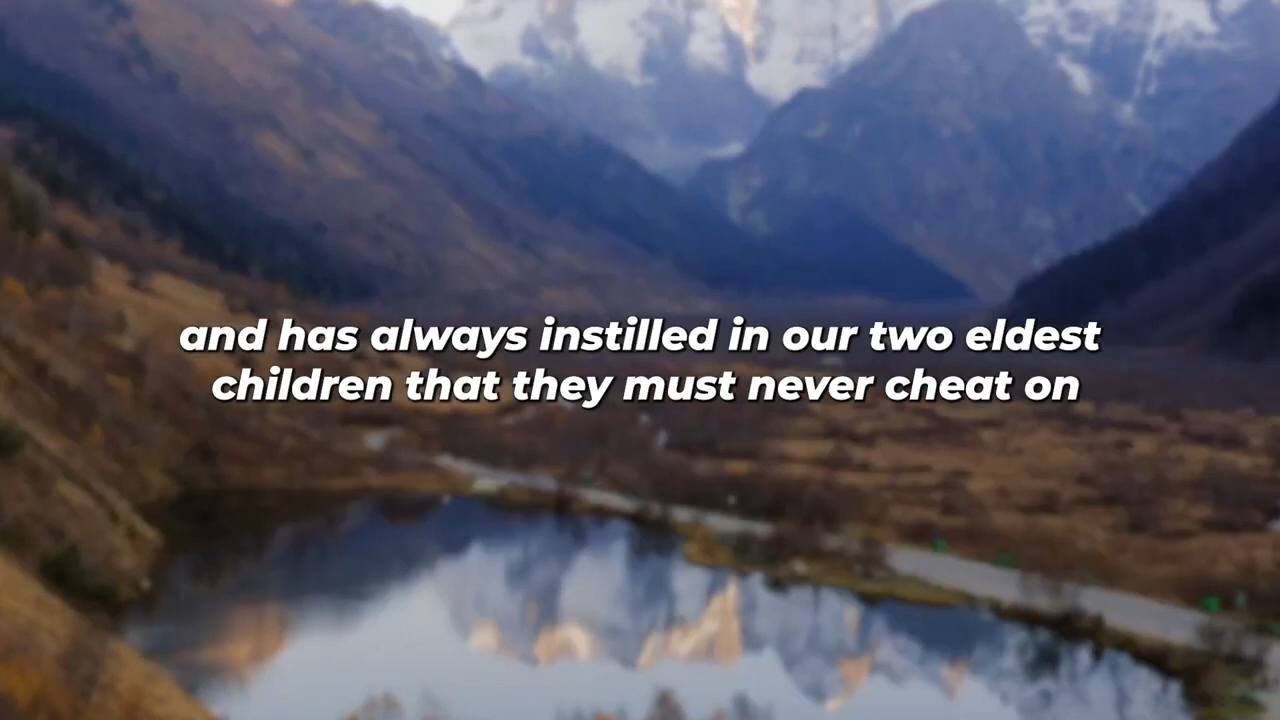 and has always instilled in our two eldest
children that they must never cheat on